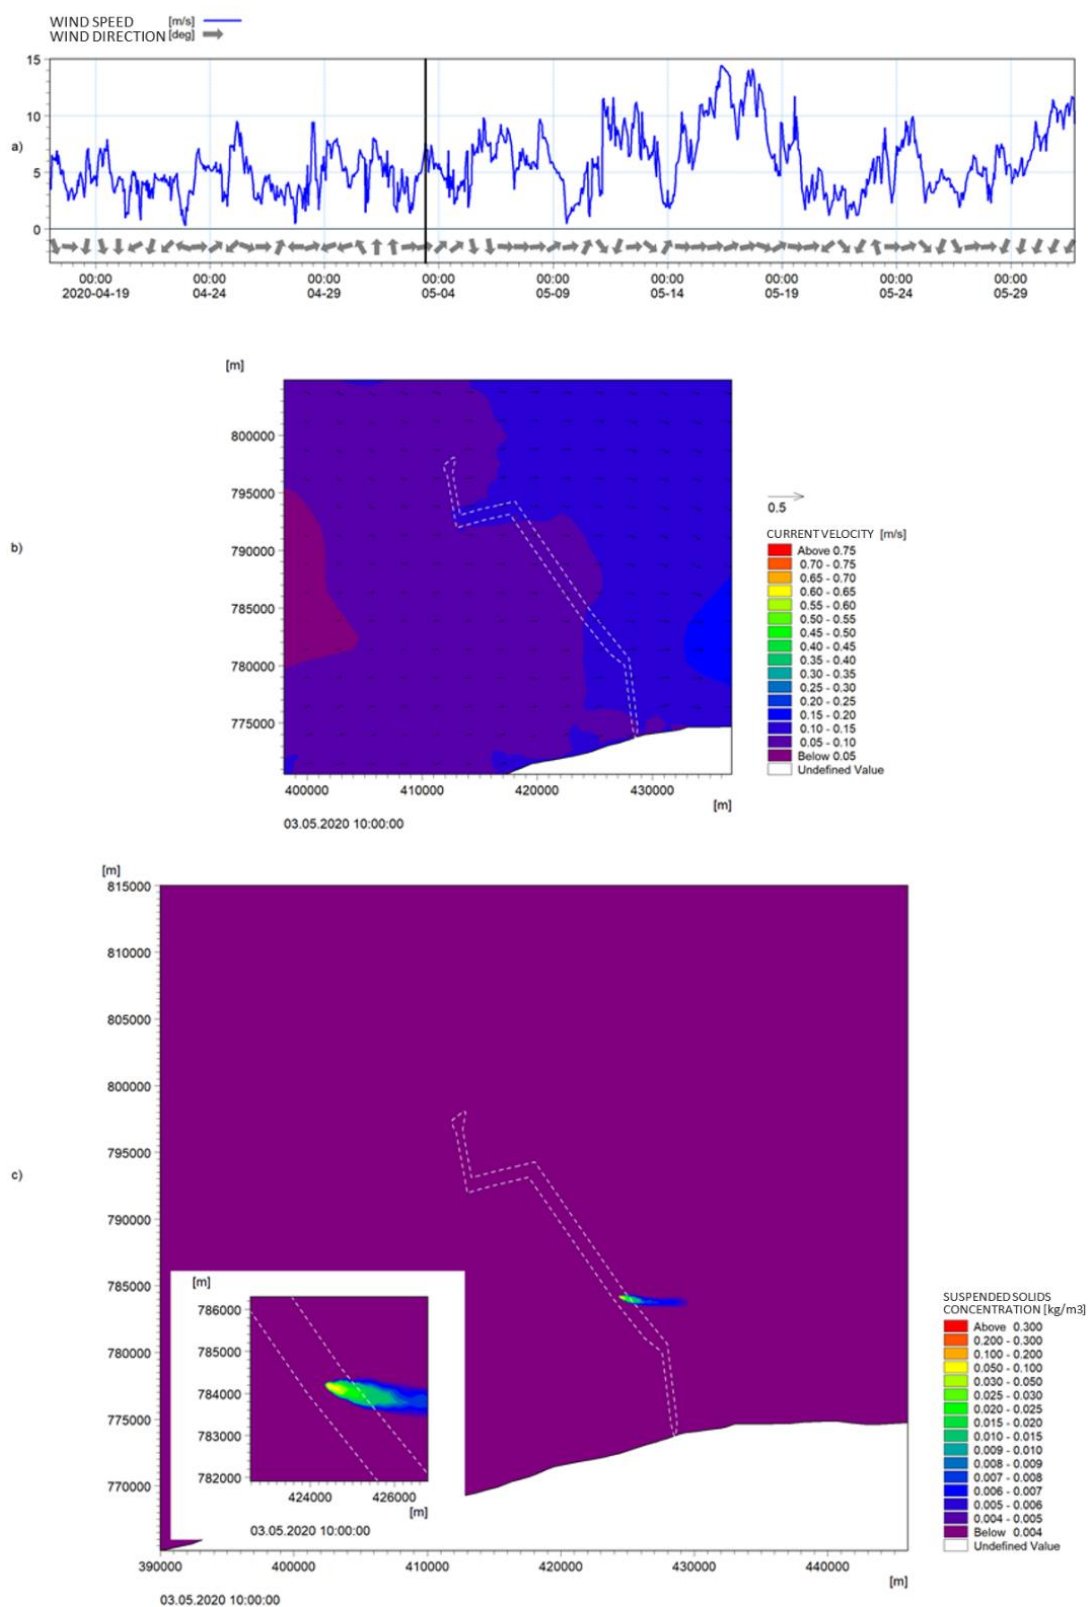 WIND SPEED [m/s]
WIND DIRECTION [deg]
a)
15
10
5
0
00:00 00:00 00:00 00:00 00:00 00:00 00:00 00:00 00:00
2020-04-19 04-24 04-29 05-04 05-09 05-14 05-19 05-24 05-29
b)
[m]
800000
795000
790000
785000
780000
775000
400000 410000 420000 430000
[m]
03.05.2020 10:00:00
0.5
CURRENT VELOCITY [m/s]
Above 0.75
0.70 - 0.75
0.65 - 0.70
0.60 - 0.65
0.55 - 0.60
0.50 - 0.55
0.45 - 0.50
0.40 - 0.45
0.35 - 0.40
0.30 - 0.35
0.25 - 0.30
0.20 - 0.25
0.15 - 0.20
0.10 - 0.15
0.05 - 0.10
Below 0.05
Undefined Value
c)
[m]
815000
810000
805000
800000
795000
790000
785000
780000
775000
770000
390000 400000 410000 420000 430000 440000
[m]
03.05.2020 10:00:00
[m]
786000
785000
784000
783000
782000
424000 426000
[m]
03.05.2020 10:00:00
SUSPENDED SOLIDS
CONCENTRATION [kg/m3]
Above 0.300
0.200 - 0.300
0.100 - 0.200
0.050 - 0.100
0.030 - 0.050
0.025 - 0.030
0.020 - 0.025
0.015 - 0.020
0.010 - 0.015
0.009 - 0.010
0.008 - 0.009
0.007 - 0.008
0.006 - 0.007
0.005 - 0.006
0.004 - 0.005
Below 0.004
Undefined Value